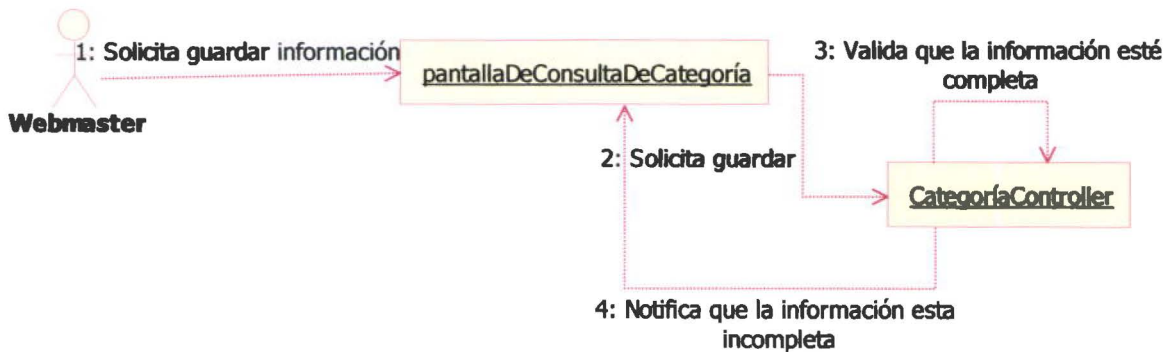 1: Solicita guardar información
pantallaDeConsultaDeCategoría
3: Valida que la información esté
completa
Webmaster
2: Solicita guardar
CategoríaController
4: Notifica que la información esta
incompleta